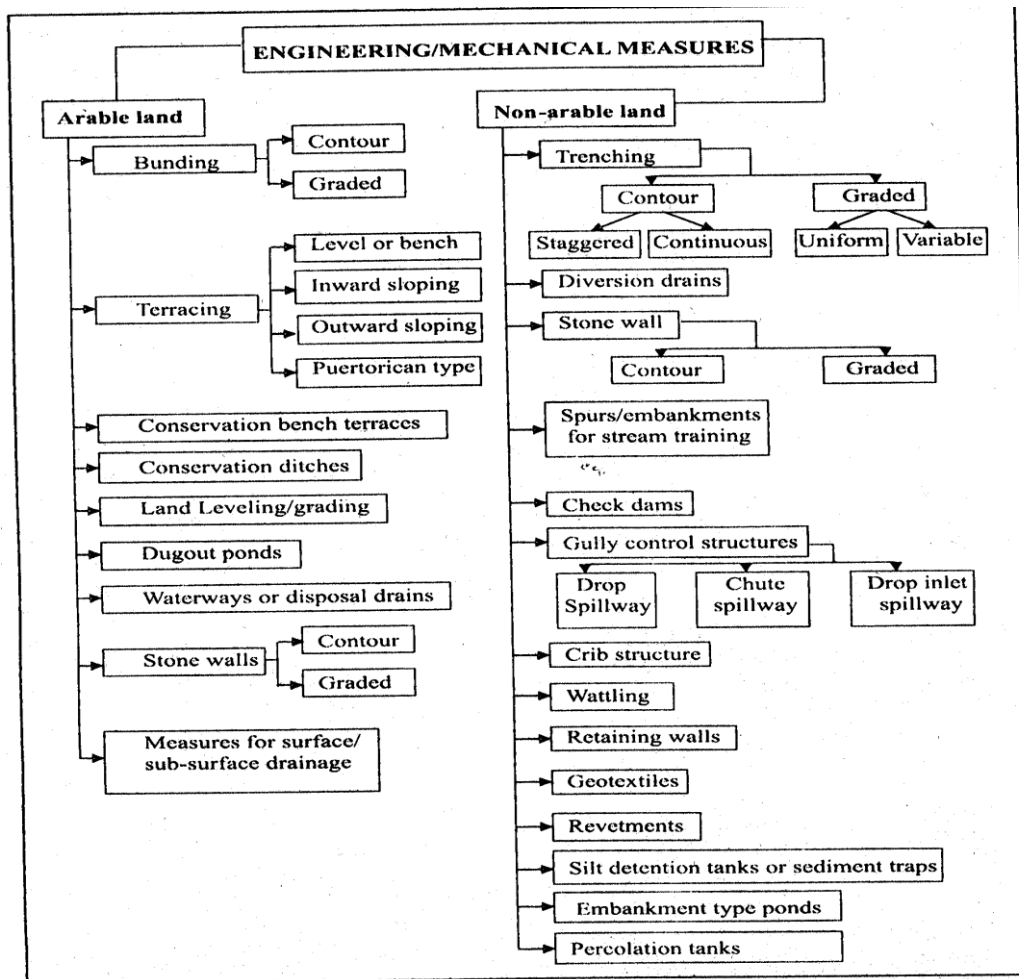 ENGINEERING/MECHANICAL MEASURES
Arable land
Bunding
Contour
Graded
Terracing
Level or bench
Inward sloping
Outward sloping
Puertorican type
Conservation bench terraces
Conservation ditches
Land Leveling/grading
Dugout ponds
Waterways or disposal drains
Stone walls
Contour
Graded
Measures for surface/
sub-surface drainage
Non-arable land
Trenching
Contour
Graded
Staggered
Continuous
Uniform
Variable
Diversion drains
Stone wall
Contour
Graded
Spurs/embankments
for stream training
Check dams
Gully control structures
Drop
Spillway
Chute
spillway
Drop inlet
spillway
Crib structure
Wattling
Retaining walls
Geotextiles
Revetments
Silt detention tanks or sediment traps
Embankment type ponds
Percolation tanks